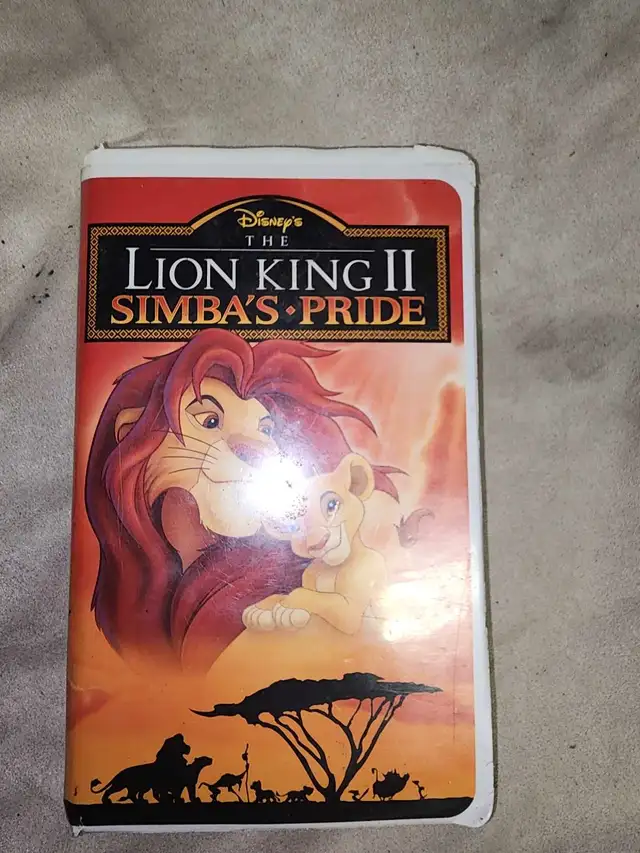 Disney's
THE
LION KING II
SIMBA'S · PRIDE